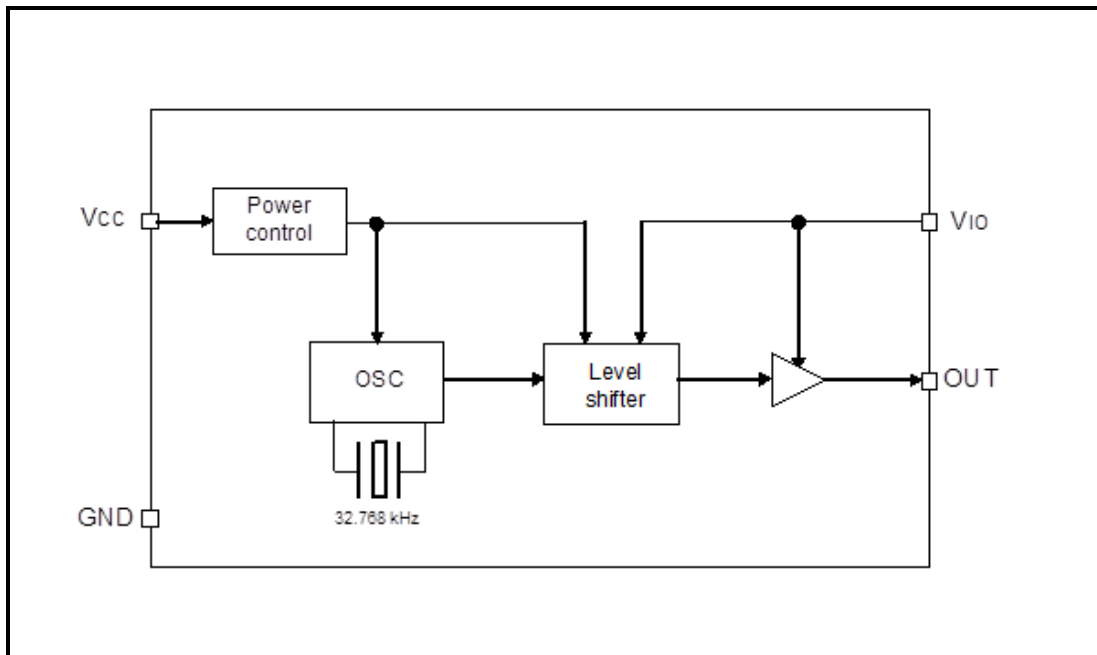 Vcc
Power
control
VIO
OSC
Level
shifter
OUT
GND
32.768 kHz